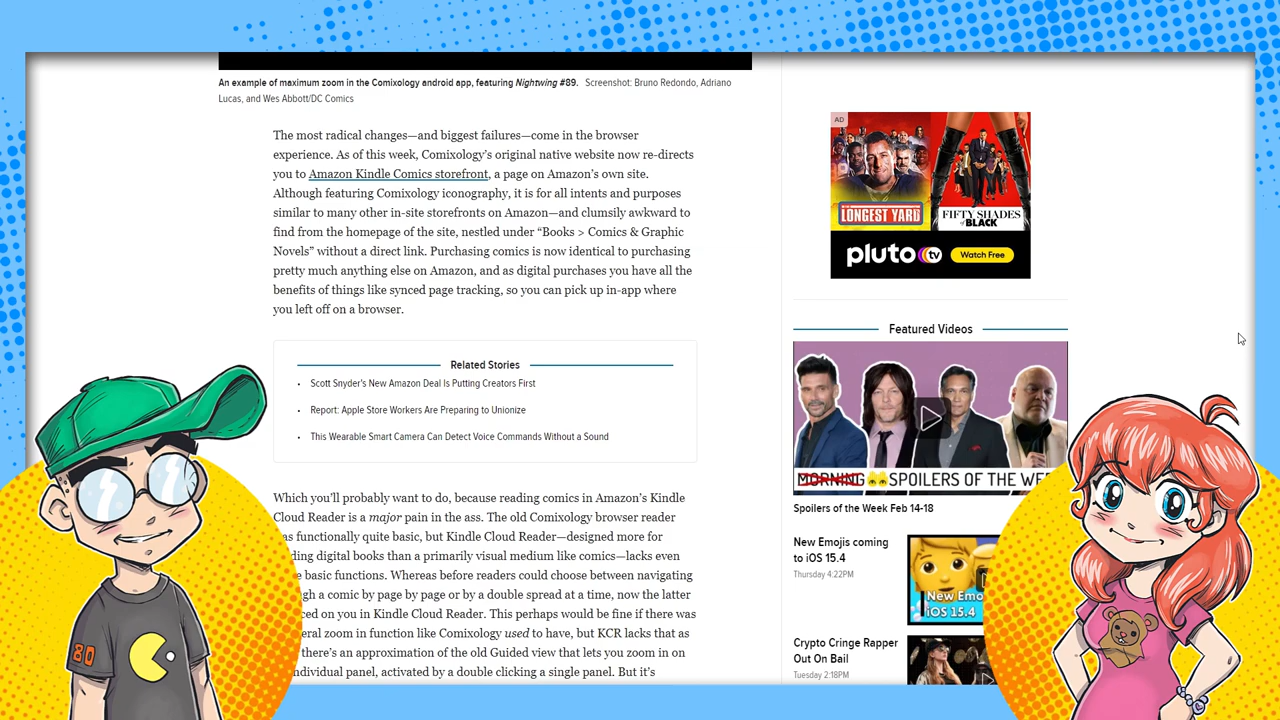 An example of maximum zoom in the Comixology android app, featuring Nightwing #89. Screenshot: Bruno Redondo, Adriano
Lucas, and Wes Abbott/DC Comics
The most radical changes—and biggest failures—come in the browser
experience. As of this week, Comixology’s original native website now re-directs
you to Amazon Kindle Comics storefront, a page on Amazon’s own site.
Although featuring Comixology iconography, it is for all intents and purposes
similar to many other in-site storefronts on Amazon—and clumsily awkward to
find from the homepage of the site, nestled under “Books > Comics & Graphic
Novels” without a direct link. Purchasing comics is now identical to purchasing
pretty much anything else on Amazon, and as digital purchases you have all the
benefits of things like synced page tracking, so you can pick up in-app where
you left off on a browser.
Related Stories
• Scott Snyder's New Amazon Deal Is Putting Creators First
• Report: Apple Store Workers Are Preparing to Unionize
• This Wearable Smart Camera Can Detect Voice Commands Without a Sound
Which you’ll probably want to do, because reading comics in Amazon’s Kindle
Cloud Reader is a major pain in the ass. The old Comixology browser reader
functionally quite basic, but Kindle Cloud Reader—designed more for
digital books than a primarily visual medium like comics—lacks even
basic functions. Whereas before readers could choose between navigating
a comic by page by page or by a double spread at a time, now the latter
on you in Kindle Cloud Reader. This perhaps would be fine if there was
zoom in function like Comixology used to have, but KCR lacks that as
there’s an approximation of the old Guided view that lets you zoom in on
individual panel, activated by a double clicking a single panel. But it’s
AD
LONGEST YARD
FIFTY SHADES
of BLACK
pluto tv
Watch Free
Featured Videos
MORNING SPOILERS OF THE WE
Spoilers of the Week Feb 14-18
New Emojis coming
to iOS 15.4
Thursday 4:22PM
New Emo
iOS 15.4
Crypto Cringe Rapper
Out On Bail
Tuesday 2:18PM
80